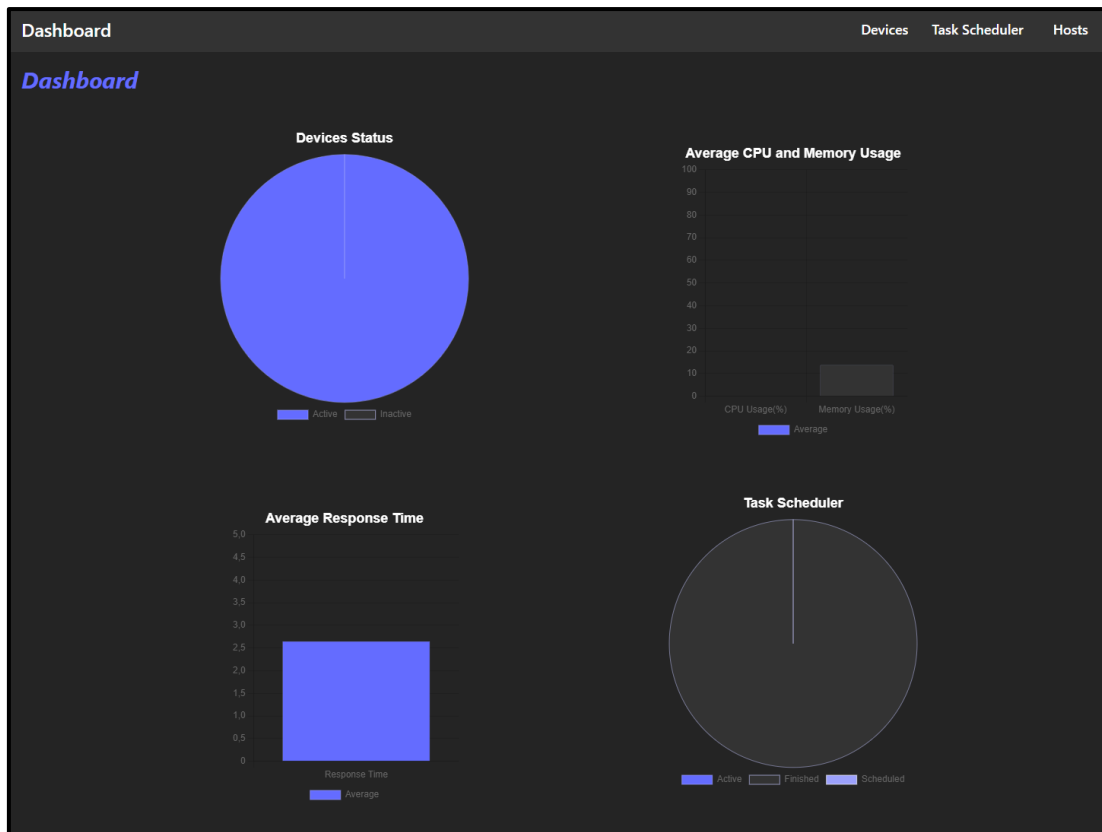 Dashboard
Devices Task Scheduler Hosts
Dashboard
Devices Status
Active Inactive
Average CPU and Memory Usage
100
90
80
70
60
50
40
30
20
10
0
CPU Usage(%) Memory Usage(%)
Average
Average Response Time
5,0
4,5
4,0
3,5
3,0
2,5
2,0
1,5
1,0
0,5
0
Response Time
Average
Task Scheduler
Active Finished Scheduled